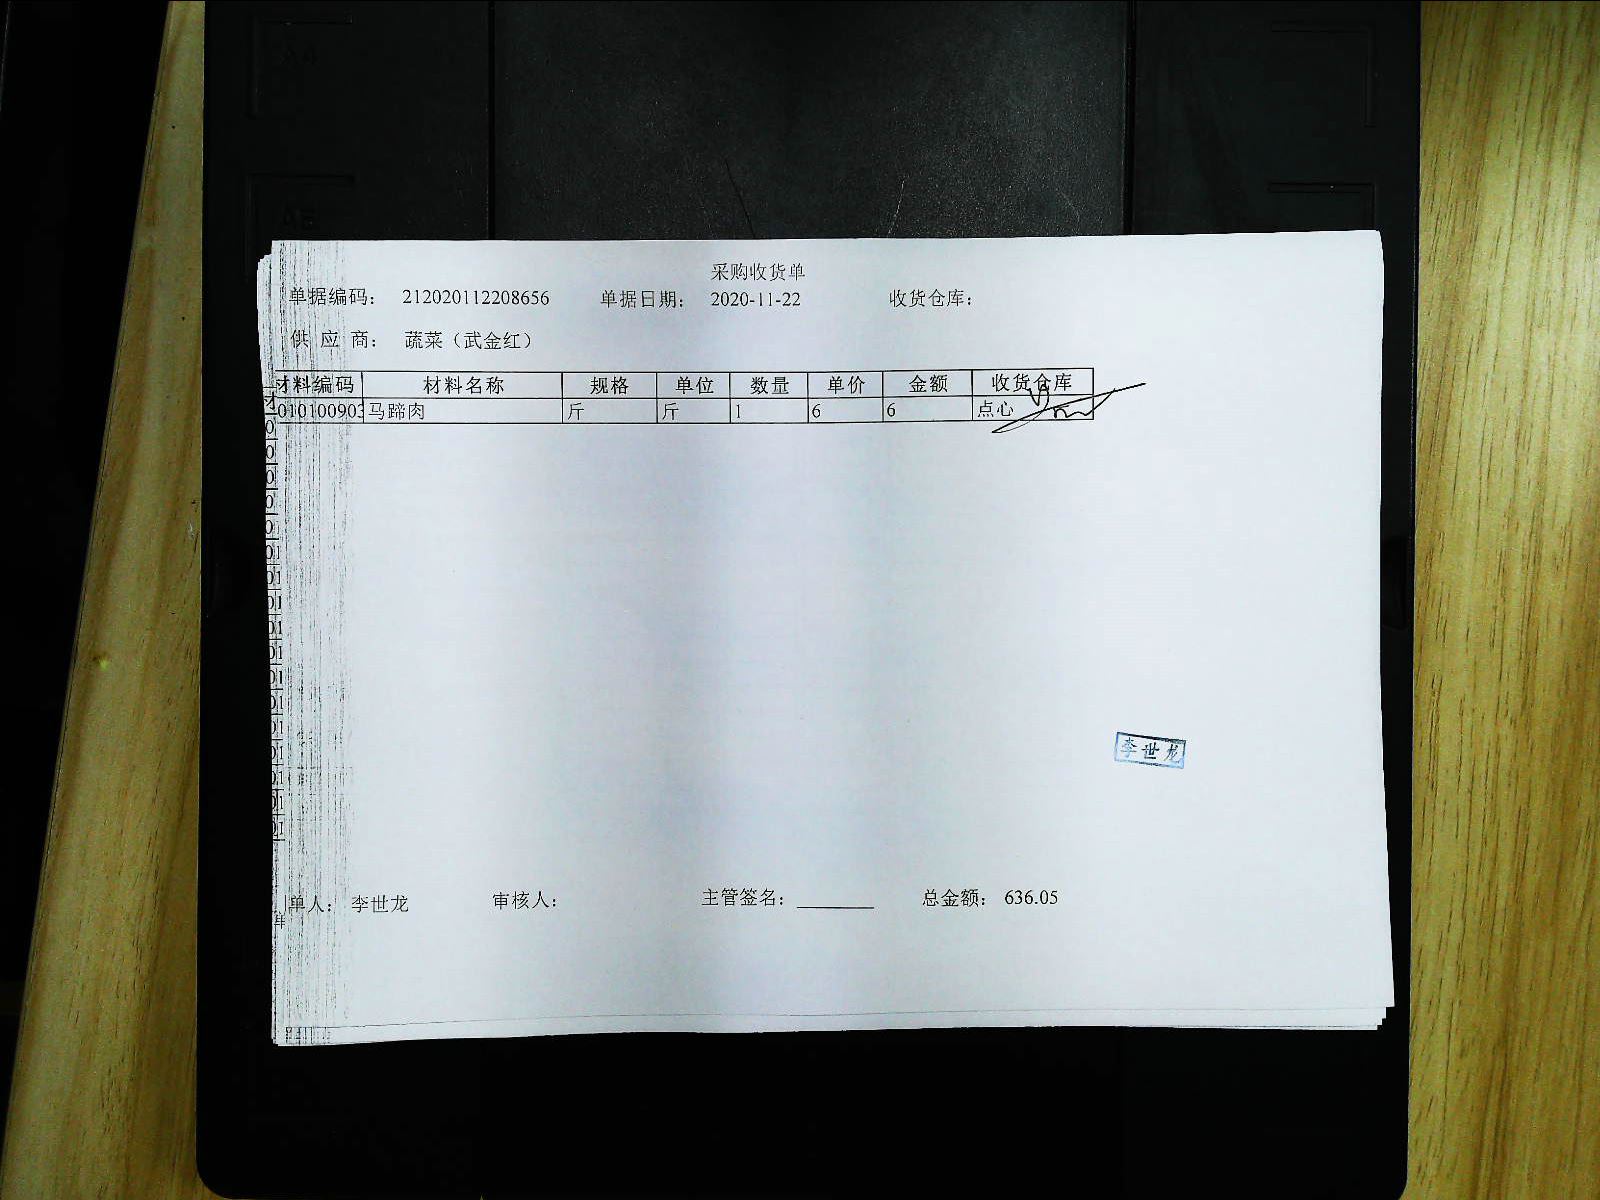 采购收货单
单据编码： 212020112208656 单据日期： 2020-11-22 收货仓库：
供 应 商： 蔬菜（武金红）
材料编码 材料名称 规格 单位 数量 单价 金额 收货仓库
010100903 马蹄肉 斤 斤 1 6 6 点心
李世龙
单人： 李世龙 审核人： 主管签名： 总金额： 636.05